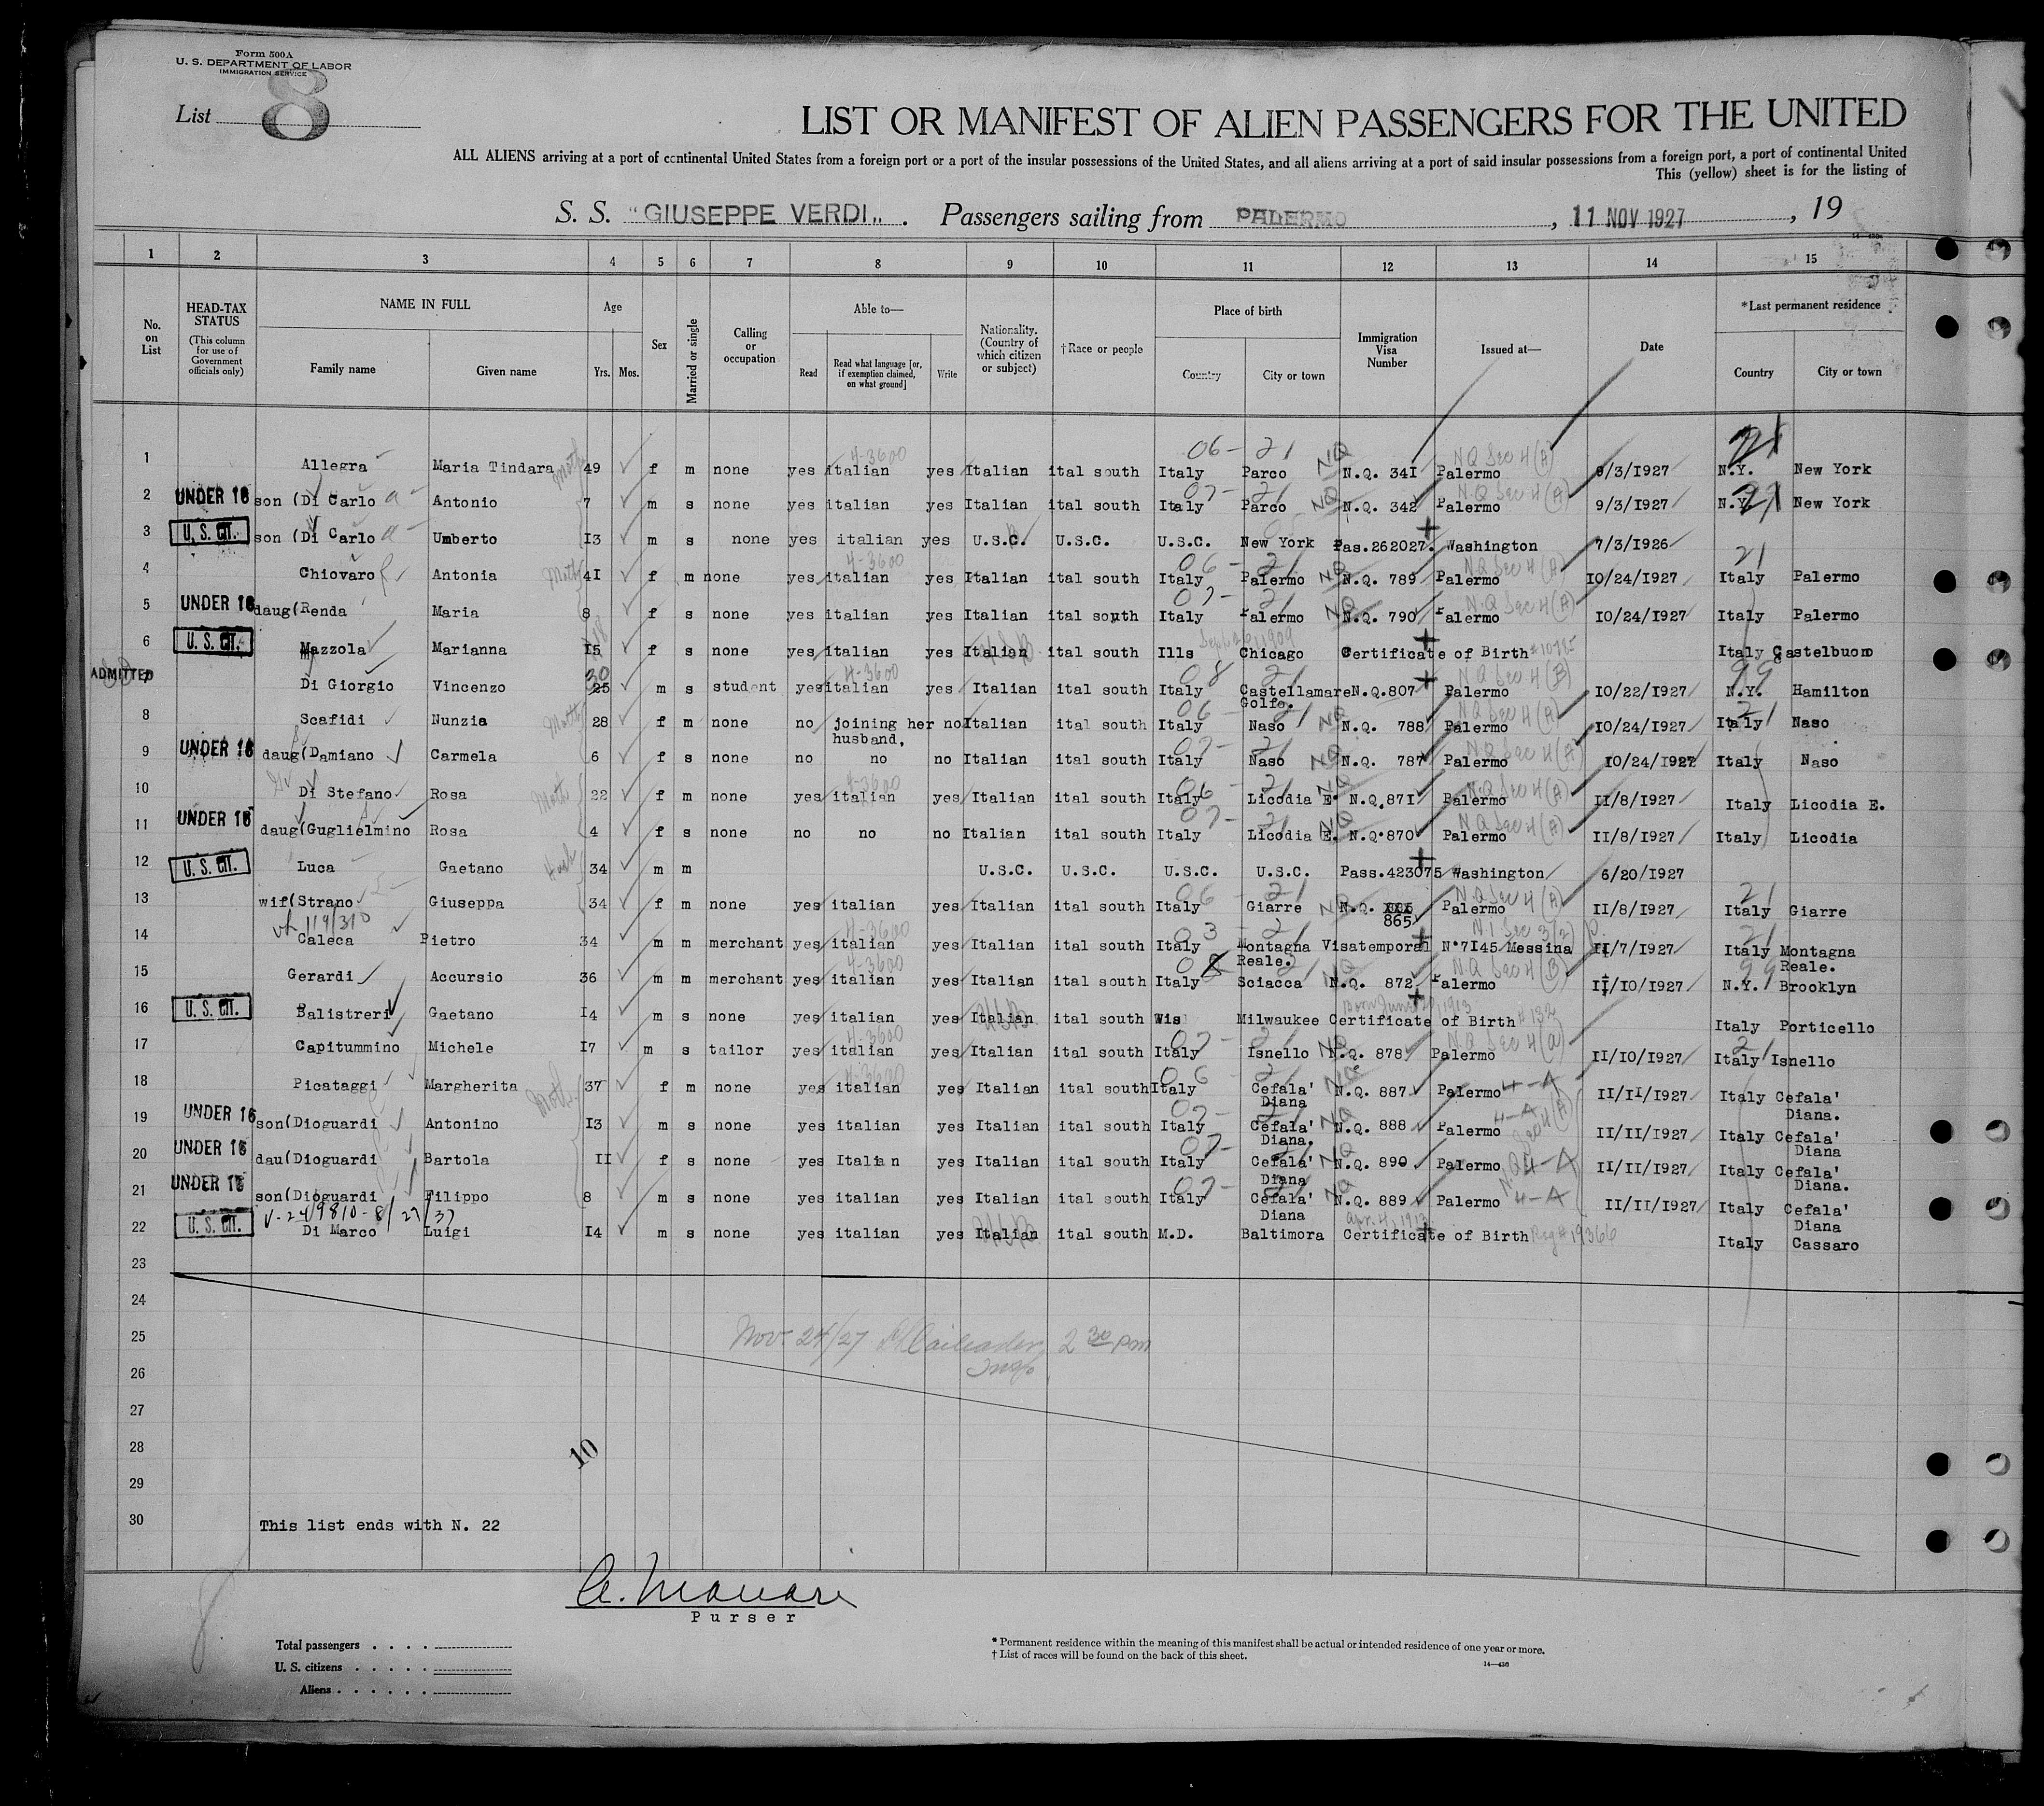 Form 500A
U. S. DEPARTMENT OF LABOR
IMMIGRATION SERVICE
List 8
LIST OR MANIFEST OF ALIEN PASSENGERS FOR THE UNITED
ALL ALIENS arriving at a port of continental United States from a foreign port or a port of the insular possessions of the United States, and all aliens arriving at a port of said insular possessions from a foreign port, a port of continental United
This (yellow) sheet is for the listing of
S. S. "GIUSEPPE VERDI". Passengers sailing from PALERMO, 11 NOV 1927, 19
1 2 3 4 5 6 7 8 9 10 11 12 13 14 15
No. on List
HEAD-TAX STATUS
(This column for use of Government officials only)
NAME IN FULL
Family name Given name
Age
Yrs. Mos.
Sex
Married or single
Calling or occupation
Able to—
Read
Read what language [or, if exemption claimed, on what ground]
Write
Nationality. (Country of which citizen or subject)
†Race or people
Place of birth
Country City or town
Immigration Visa Number
Issued at—
Date
*Last permanent residence
Country City or town
1 Allegra Maria Tindara 49 f m none yes italian yes Italian ital south Italy Parco N.Q. 341 Palermo 9/3/1927 N.Y. New York
2 UNDER 16 son (Di Carlo Antonio 7 m s none yes italian yes Italian ital south Italy Parco N.Q. 342 Palermo 9/3/1927 N.Y. New York
3 U. S. CIT. son (Di Carlo Umberto 13 m s none yes italian yes U.S.C. U.S.C. U.S.C. New York Pas.262027. Washington 7/3/1926
4 Chiovaro Antonia 41 f m none yes italian yes Italian ital south Italy Palermo N.Q. 789 Palermo 10/24/1927 Italy Palermo
5 UNDER 16 daug(Renda Maria 8 f s none yes italian yes Italian ital south Italy Palermo N.Q. 790 Palermo 10/24/1927 Italy Palermo
6 U. S. CIT. Mazzola Marianna 15 f s none yes italian yes Italian ital south Ills Chicago Certificate of Birth Italy Castelbuono
7 ADMITTED Di Giorgio Vincenzo 25 30 m s student yes italian yes Italian ital south Italy Castellamare Golfo. N.Q.807 Palermo 10/22/1927 N.Y. Hamilton
8 Scafidi Nunzia 28 f m none no joining her husband, no Italian ital south Italy Naso N.Q. 788 Palermo 10/24/1927 Italy Naso
9 UNDER 16 daug(Damiano Carmela 6 f s none no no no Italian ital south Italy Naso N.Q. 787 Palermo 10/24/1927 Italy Naso
10 Di Stefano Rosa 22 f m none yes italian yes Italian ital south Italy Licodia E. N.Q.871 Palermo 11/8/1927 Italy Licodia E.
11 UNDER 16 daug(Guglielmino Rosa 4 f s none no no no Italian ital south Italy Licodia E. N.Q.870 Palermo 11/8/1927 Italy Licodia
12 U. S. CIT. Luca Gaetano 34 m m U.S.C. U.S.C. U.S.C. U.S.C. Pass.423075 Washington 6/20/1927
13 wif(Strano Giuseppa 34 f m none yes italian yes Italian ital south Italy Giarre N.Q. 865 Palermo 11/8/1927 Italy Giarre
14 Caleca Pietro 34 m m merchant yes italian yes Italian ital south Italy Montagna Reale. Visatemporal N°7145 Messina 11/7/1927 Italy Montagna Reale.
15 Gerardi Accursio 36 m m merchant yes italian yes Italian ital south Italy Sciacca N.Q. 872 Palermo 11/10/1927 N.Y. Brooklyn
16 U. S. CIT. Balistreri Gaetano 14 m s none yes italian yes Italian ital south Wis Milwaukee Certificate of Birth Italy Porticello
17 Capitummino Michele 17 m s tailor yes italian yes Italian ital south Italy Isnello N.Q. 878 Palermo 11/10/1927 Italy Isnello
18 Picataggi Margherita 37 f m none yes italian yes Italian ital south Italy Cefala' Diana N.Q. 887 Palermo 4-A 11/11/1927 Italy Cefala' Diana.
19 UNDER 16 son(Dioguardi Antonino 13 m s none yes italian yes Italian ital south Italy Cefala' Diana. N.Q. 888 Palermo 4-A 11/11/1927 Italy Cefala' Diana
20 UNDER 16 dau(Dioguardi Bartola 11 f s none yes Italian yes Italian ital south Italy Cefala' Diana N.Q. 890 Palermo 4-A 11/11/1927 Italy Cefala' Diana.
21 UNDER 16 son(Dioguardi Filippo 8 m s none yes italian yes Italian ital south Italy Cefala' Diana N.Q. 889 Palermo 4-A 11/11/1927 Italy Cefala' Diana
22 U. S. CIT. Di Marco Luigi 14 m s none yes italian yes Italian ital south M.D. Baltimora Certificate of Birth Italy Cassaro
23
24
25 Nov. 24/27 2 30 pm
26 Insp.
27
28
10
29
30 This list ends with N. 22
Purser
Total passengers . . . .
U. S. citizens . . . . .
Aliens . . . . . .
* Permanent residence within the meaning of this manifest shall be actual or intended residence of one year or more.
† List of races will be found on the back of this sheet.
14—436